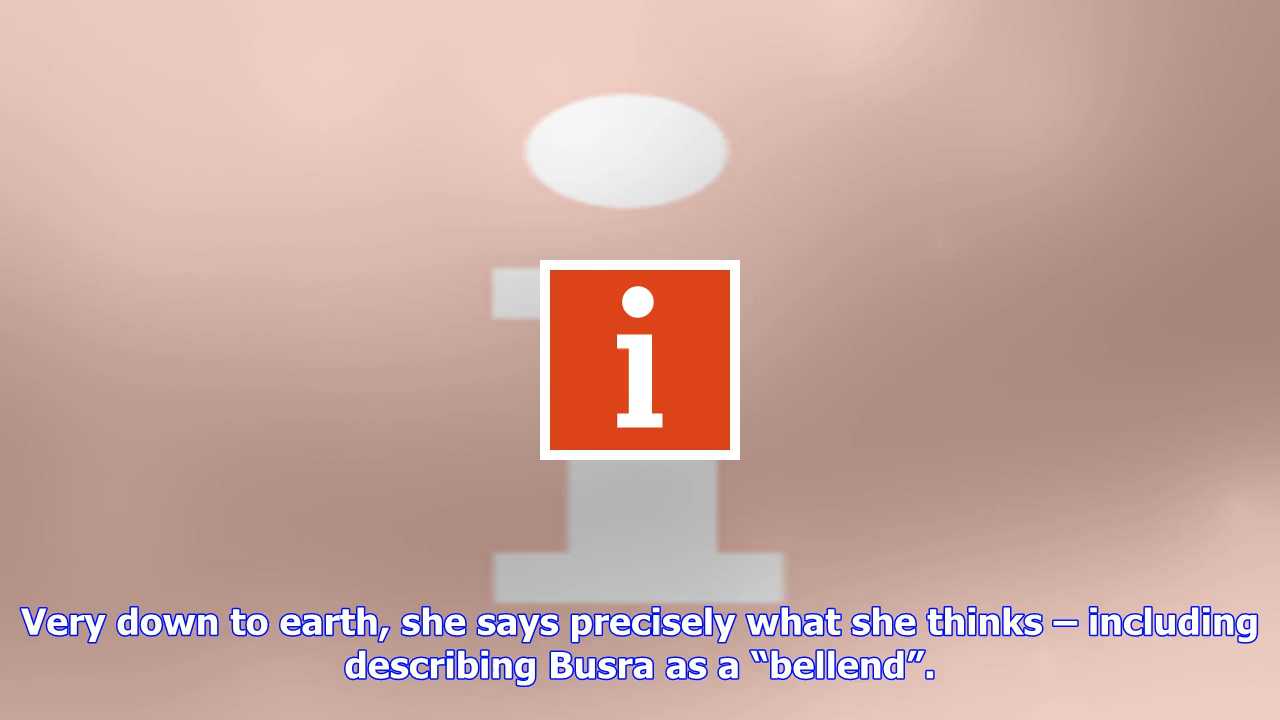 i
Very down to earth, she says precisely what she thinks – including
describing Busra as a “bellend”.